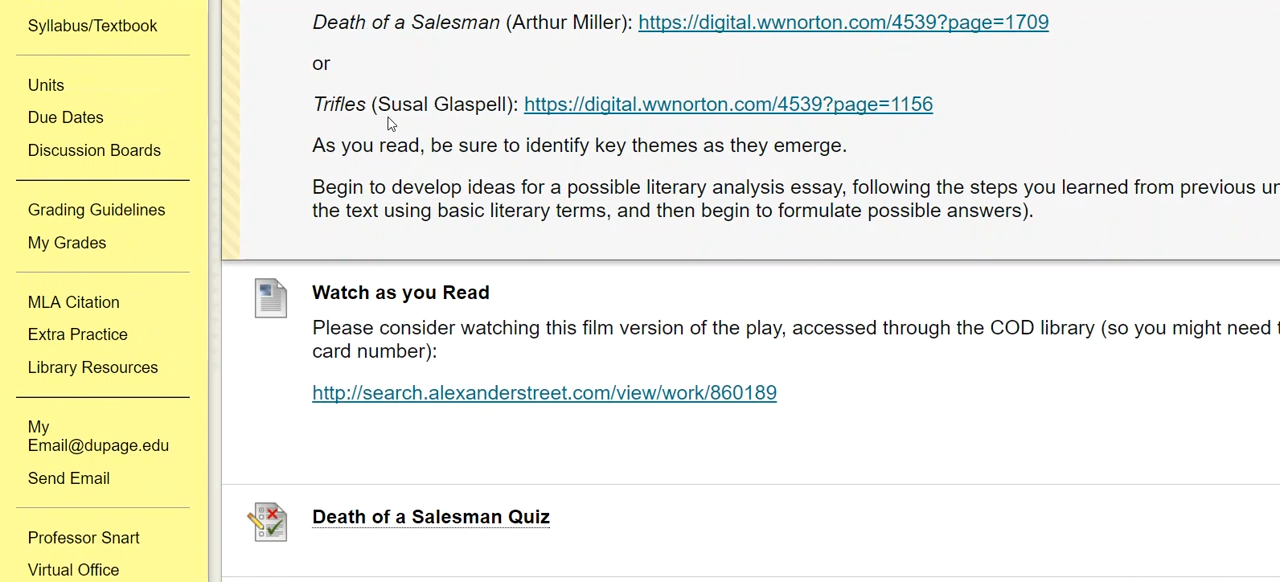 Syllabus/Textbook
Units
Due Dates
Discussion Boards
Grading Guidelines
My Grades
MLA Citation
Extra Practice
Library Resources
My
Email@dupage.edu
Send Email
Professor Snart
Virtual Office
Death of a Salesman (Arthur Miller): https://digital.wwnorton.com/4539?page=1709
or
Trifles (Susal Glaspell): https://digital.wwnorton.com/4539?page=1156
As you read, be sure to identify key themes as they emerge.
Begin to develop ideas for a possible literary analysis essay, following the steps you learned from previous
the text using basic literary terms, and then begin to formulate possible answers).
Watch as you Read
Please consider watching this film version of the play, accessed through the COD library (so you might need
card number):
http://search.alexanderstreet.com/view/work/860189
Death of a Salesman Quiz